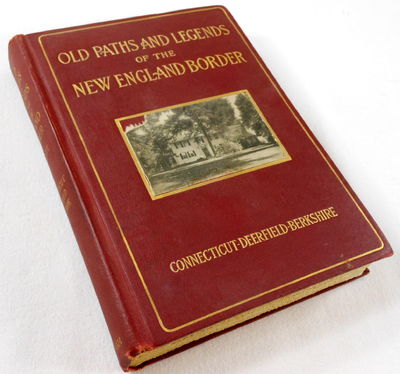 OLD PATHS AND LEGENDS
OF THE
NEW ENGLAND BORDER
CONNECTICUT-DEERFIELD-BERKSHIRE